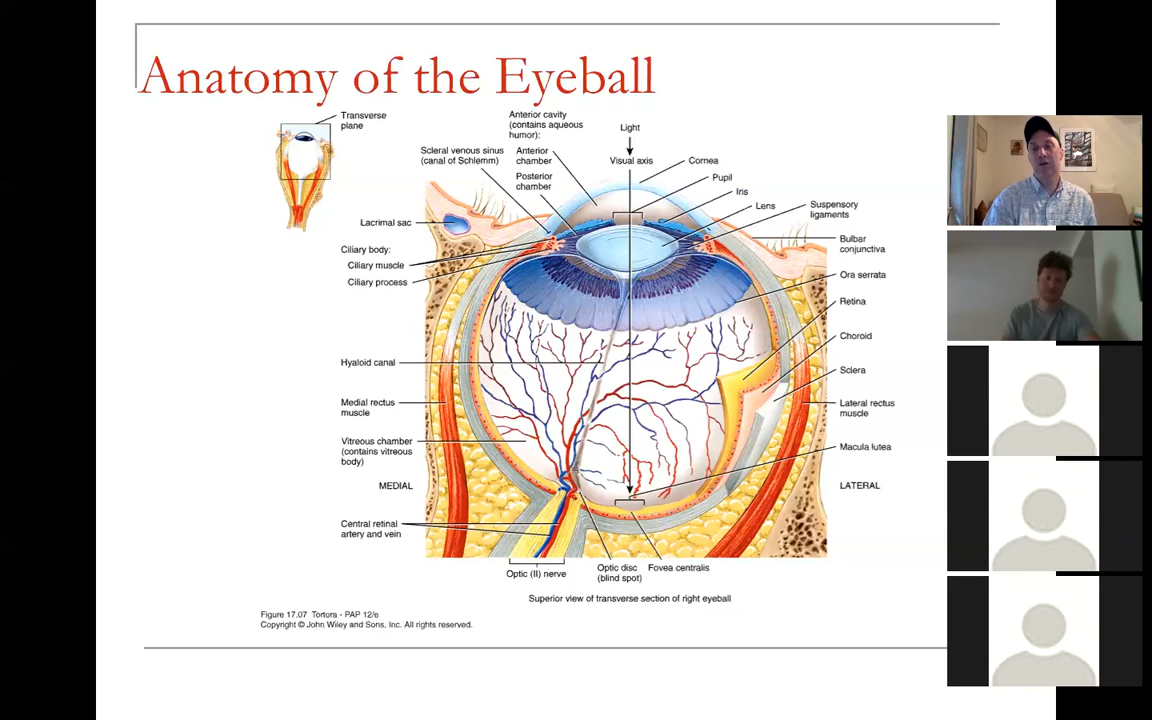 Anatomy of the Eyeball
Transverse
plane
Anterior cavity
(contains aqueous
humor):
Anterior
chamber
Posterior
chamber
Light
Visual axis
Scleral venous sinus
(canal of Schlemm)
Cornea
Pupil
Iris
Lens
Suspensory
ligaments
Lacrimal sac
Bulbar
conjunctiva
Ciliary body:
Ciliary muscle
Ciliary process
Ora serrata
Retina
Choroid
Hyaloid canal
Sclera
Medial rectus
muscle
Lateral rectus
muscle
Vitreous chamber
(contains vitreous
body)
Macula lutea
MEDIAL
LATERAL
Central retinal
artery and vein
Optic (II) nerve
Optic disc
(blind spot)
Fovea centralis
Superior view of transverse section of right eyeball
Figure 17.07 Tortora - PAP 12/e
Copyright © John Wiley and Sons, Inc. All rights reserved.